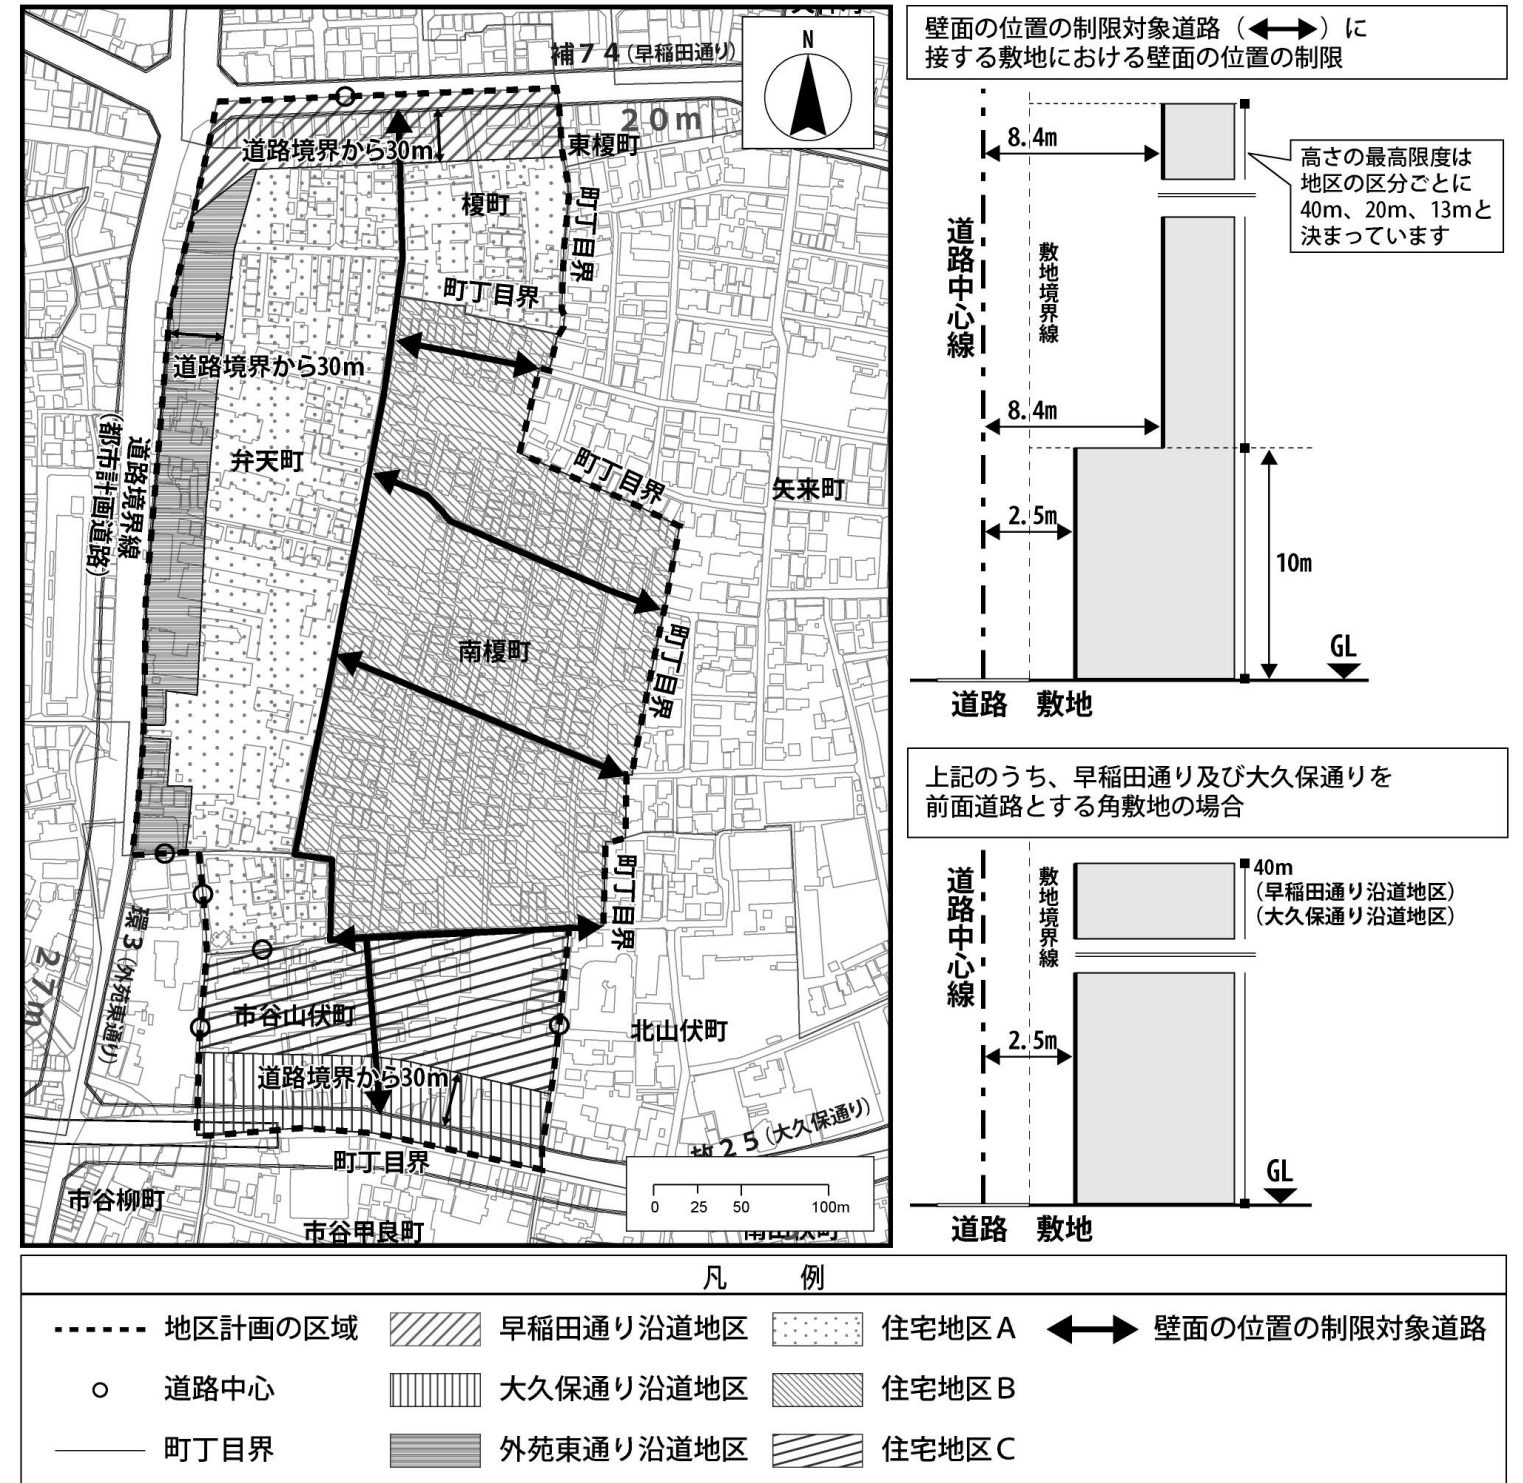 補74(早稲田通り)
N
20m
東榎町
道路境界から30m
榎町
町丁目界
町丁目界
道路境界から30m
道路境界線
(都市計画道路)
弁天町
町丁目界
矢来町
南榎町
町丁目界
町丁目界
環3(外苑東通り)
27m
市谷山伏町
北山伏町
道路境界から30m
25(大久保通り)
町丁目界
市谷柳町
市谷甲良町
0 25 50 100m
壁面の位置の制限対象道路(⟷)に
接する敷地における壁面の位置の制限
8.4m
高さの最高限度は
地区の区分ごとに
40m、20m、13mと
決まっています
道路中心線
敷地境界線
8.4m
2.5m
10m
GL
道路 敷地
上記のうち、早稲田通り及び大久保通りを
前面道路とする角敷地の場合
道路中心線
敷地境界線
40m
(早稲田通り沿道地区)
(大久保通り沿道地区)
2.5m
GL
道路 敷地
凡 例
地区計画の区域 早稲田通り沿道地区 住宅地区A 壁面の位置の制限対象道路
道路中心 大久保通り沿道地区 住宅地区B
町丁目界 外苑東通り沿道地区 住宅地区C